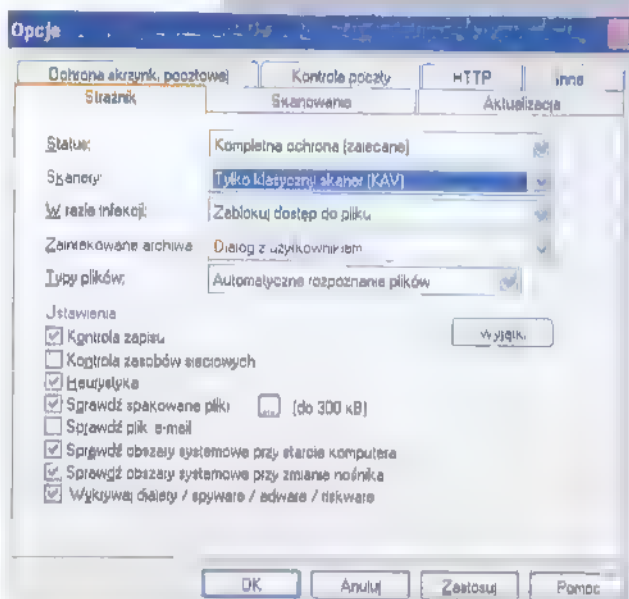 Opcje
Ochrona skrzynki pocztowej Kontrola poczty HTTP Inne
Strażnik Skanowanie Aktualizacja
Status: Kompletna ochrona (zalecane)
Skanery: Tylko klasyczny skaner (KAV)
W razie infekcji: Zablokuj dostęp do pliku
Zainfekowane archiwa Dialog z użytkownikiem
Typy plików: Automatyczne rozpoznanie plików
Ustawienia
Kontrola zapisu Wyjątki
Kontrola zasobów sieciowych
Heurystyka
Sprawdź spakowane pliki ... (do 300 kB)
Sprawdź pliki e-mail
Sprawdź obszary systemowe przy starcie komputera
Sprawdź obszary systemowe przy zmianie nośnika
Wykrywaj dialery / spyware / adware / riskware
OK Anuluj Zastosuj Pomoc